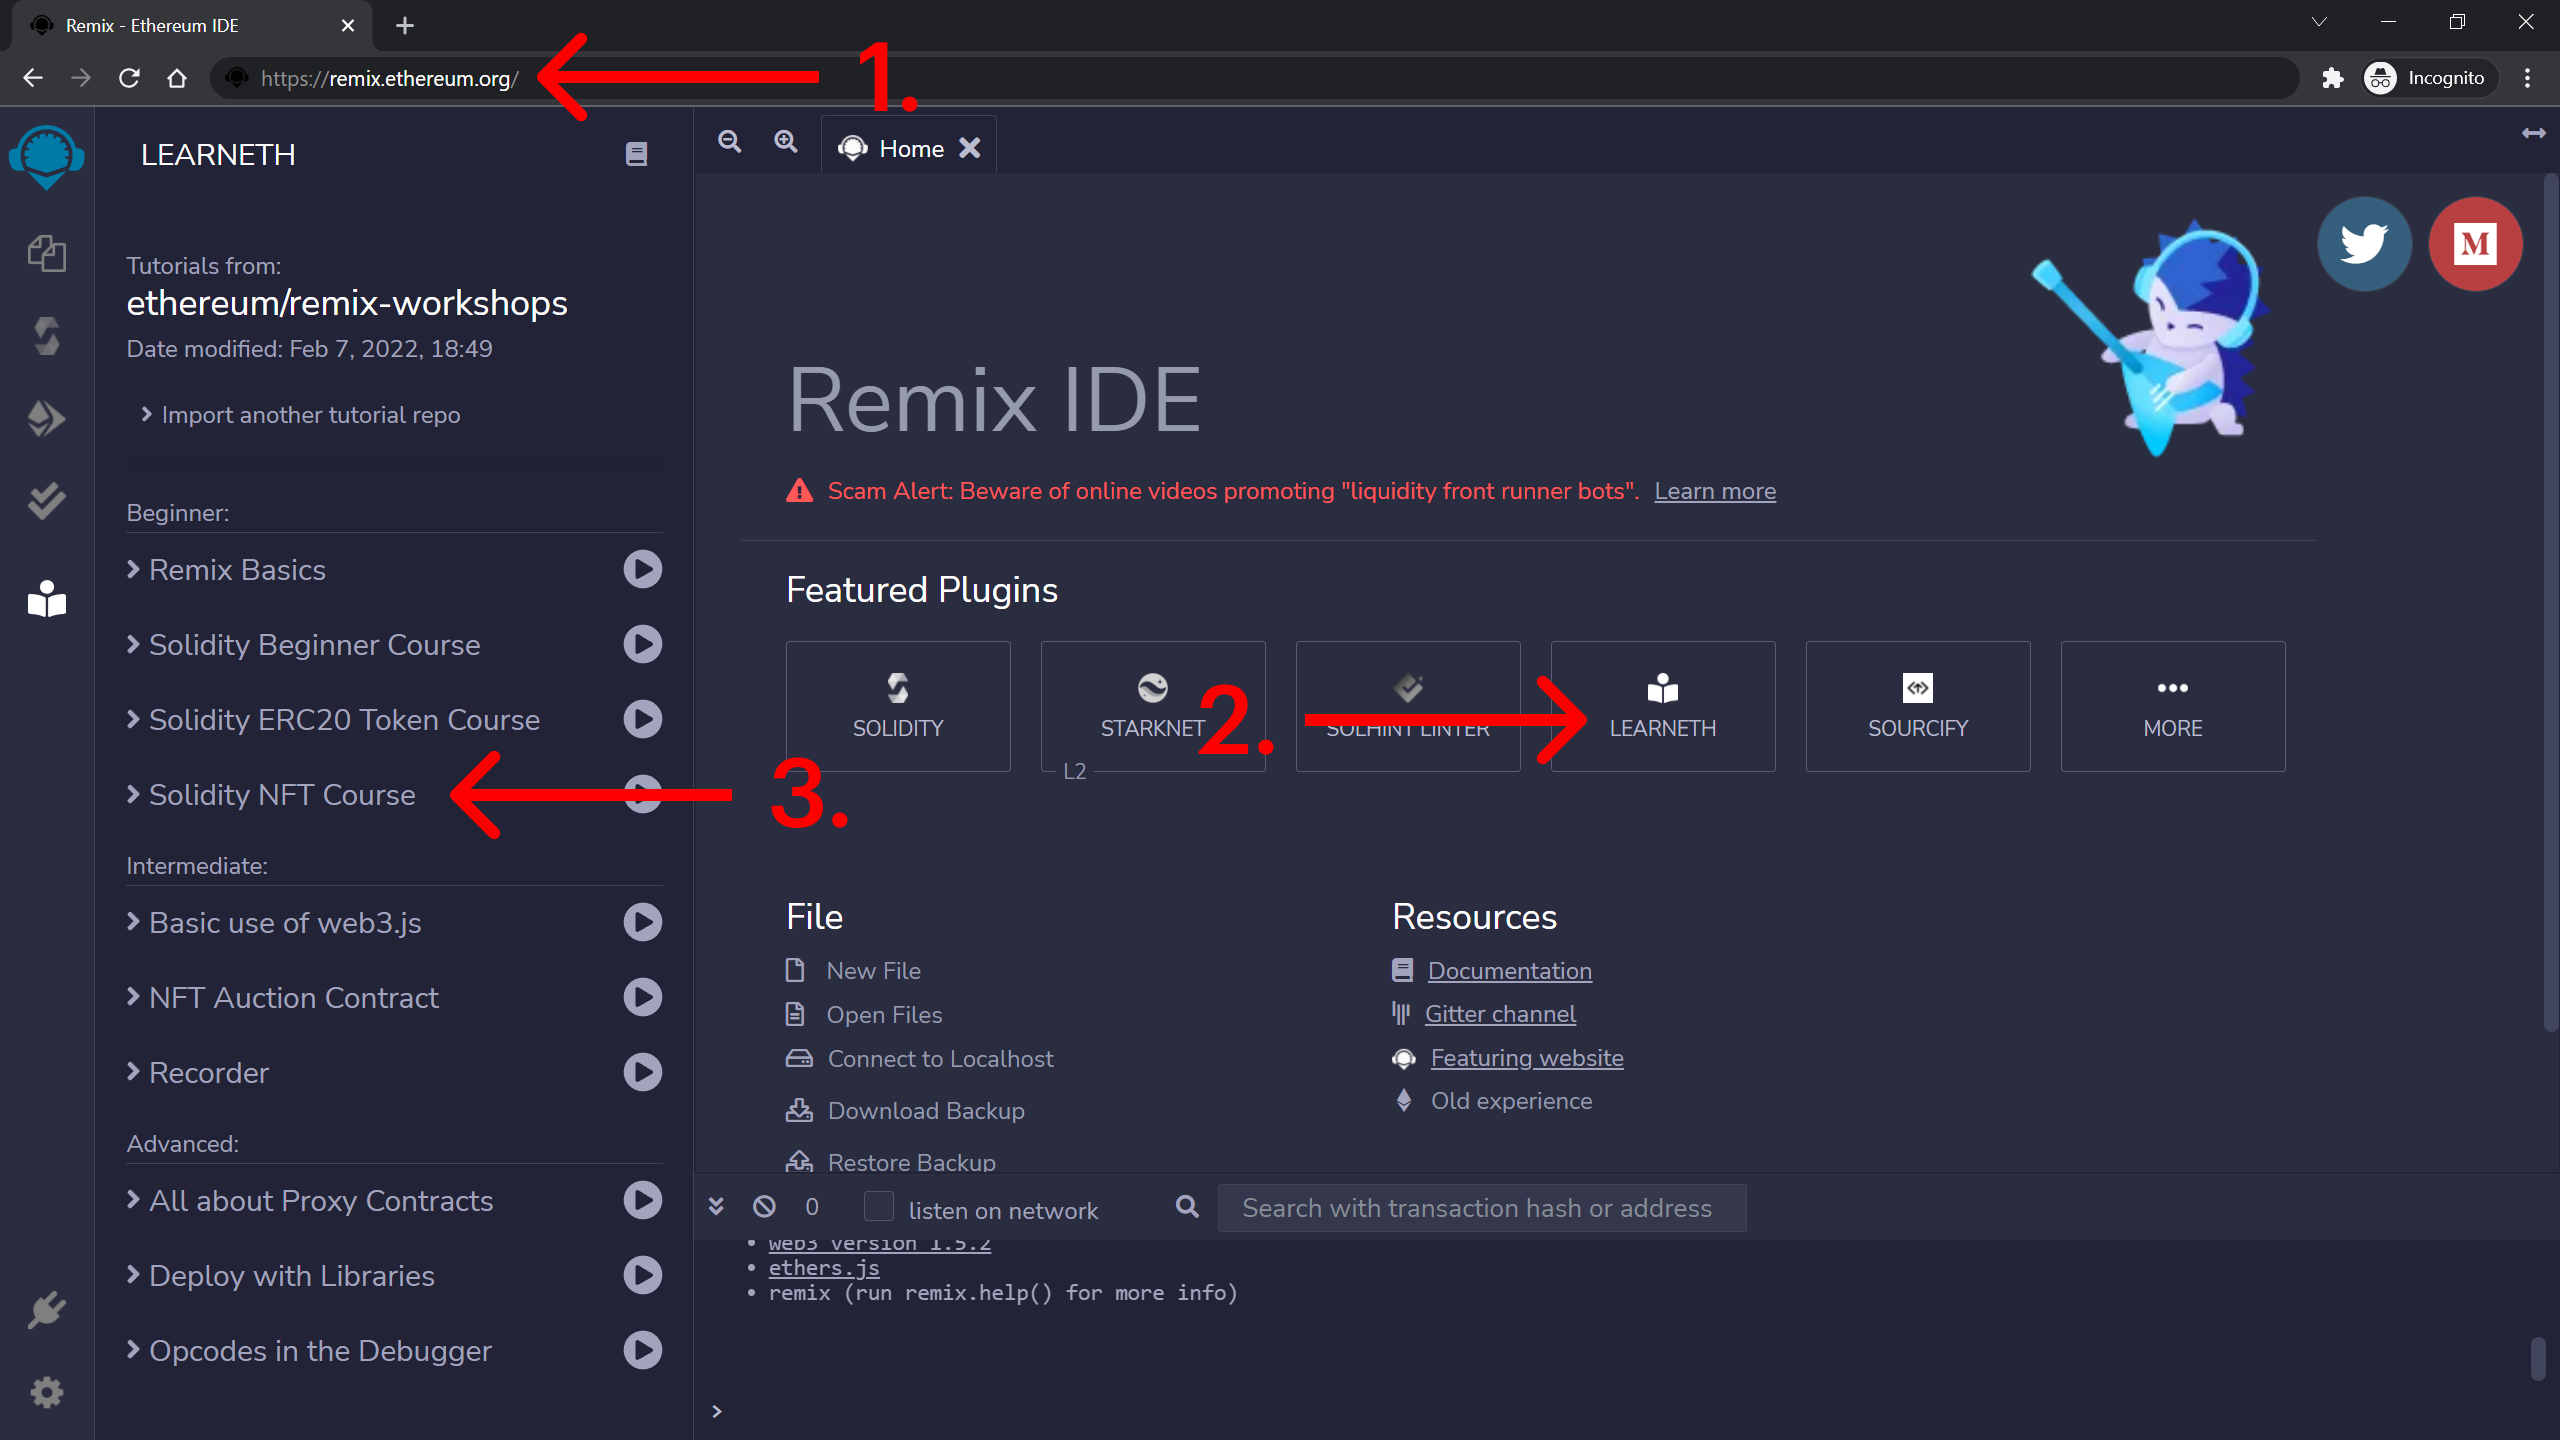 Remix - Ethereum IDE
https://remix.ethereum.org/
1.
Incognito
LEARNETH
Home
Tutorials from:
ethereum/remix-workshops
Date modified: Feb 7, 2022, 18:49
Import another tutorial repo
Beginner:
Remix Basics
Solidity Beginner Course
Solidity ERC20 Token Course
Solidity NFT Course
3.
Intermediate:
Basic use of web3.js
NFT Auction Contract
Recorder
Advanced:
All about Proxy Contracts
Deploy with Libraries
Opcodes in the Debugger
M
Remix IDE
Scam Alert: Beware of online videos promoting "liquidity front runner bots". Learn more
Featured Plugins
SOLIDITY
STARKNET
L2
2.
SOLHINT LINTER
LEARNETH
SOURCIFY
MORE
File
New File
Open Files
Connect to Localhost
Download Backup
Restore Backup
Resources
Documentation
Gitter channel
Featuring website
Old experience
0
listen on network
Search with transaction hash or address
• web3 version 1.5.2
• ethers.js
• remix (run remix.help() for more info)
>